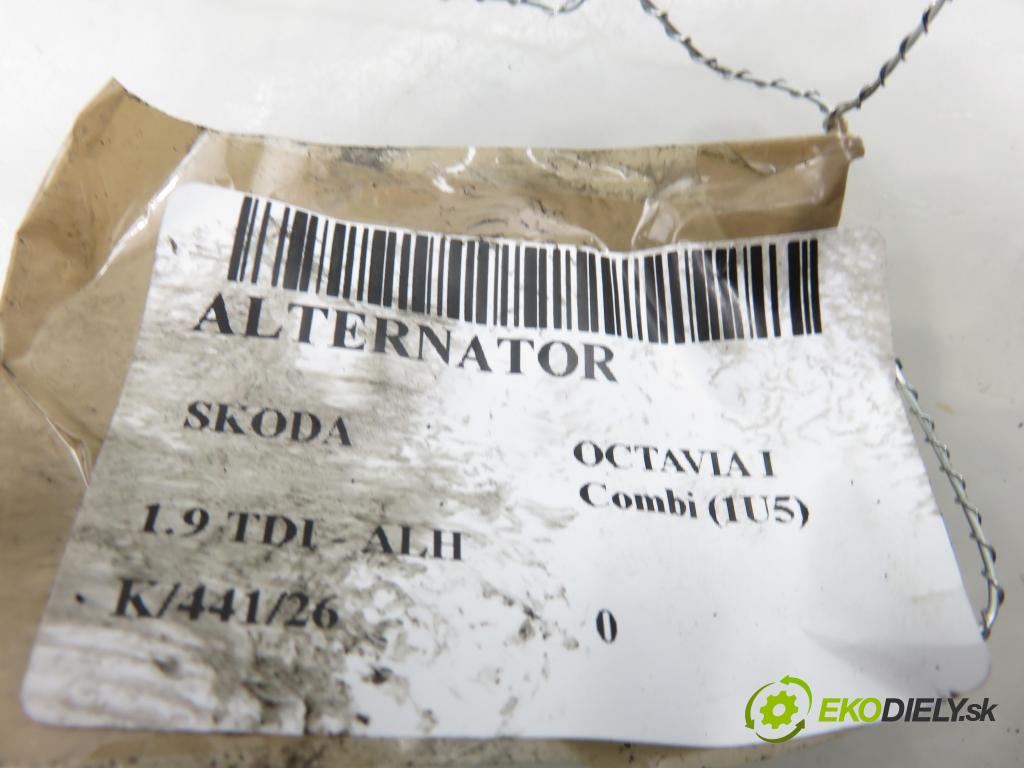 ALTERNATOR
SKODA
OCTAVIA I
Combi (1U5)
1.9 TDI - ALH
K/441/26
0
EKODIELY.sk